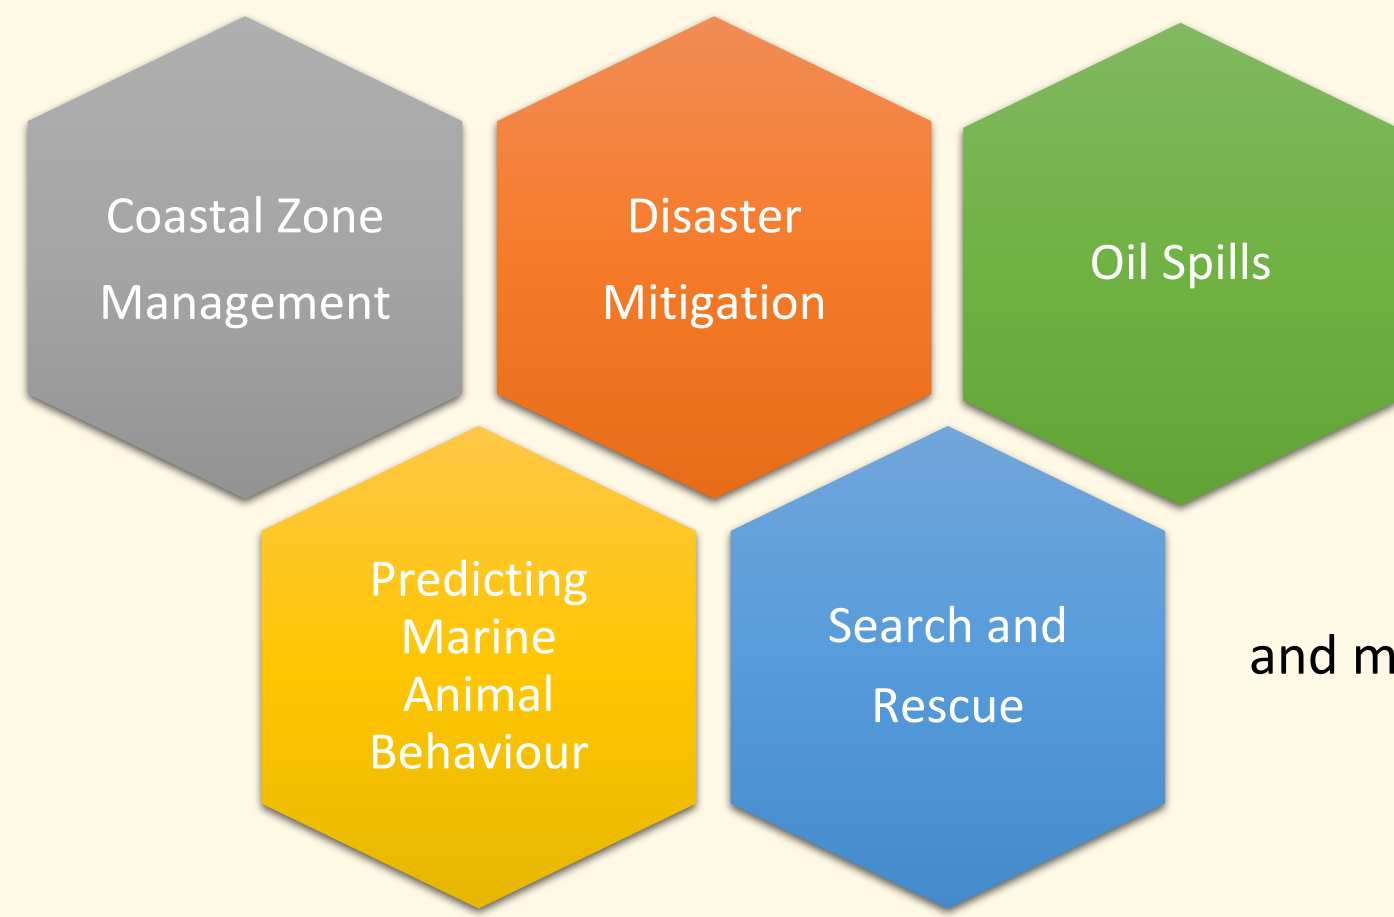 Coastal Zone
Management
Disaster
Mitigation
Oil Spills
Predicting
Marine
Animal
Behaviour
Search and
Rescue
and